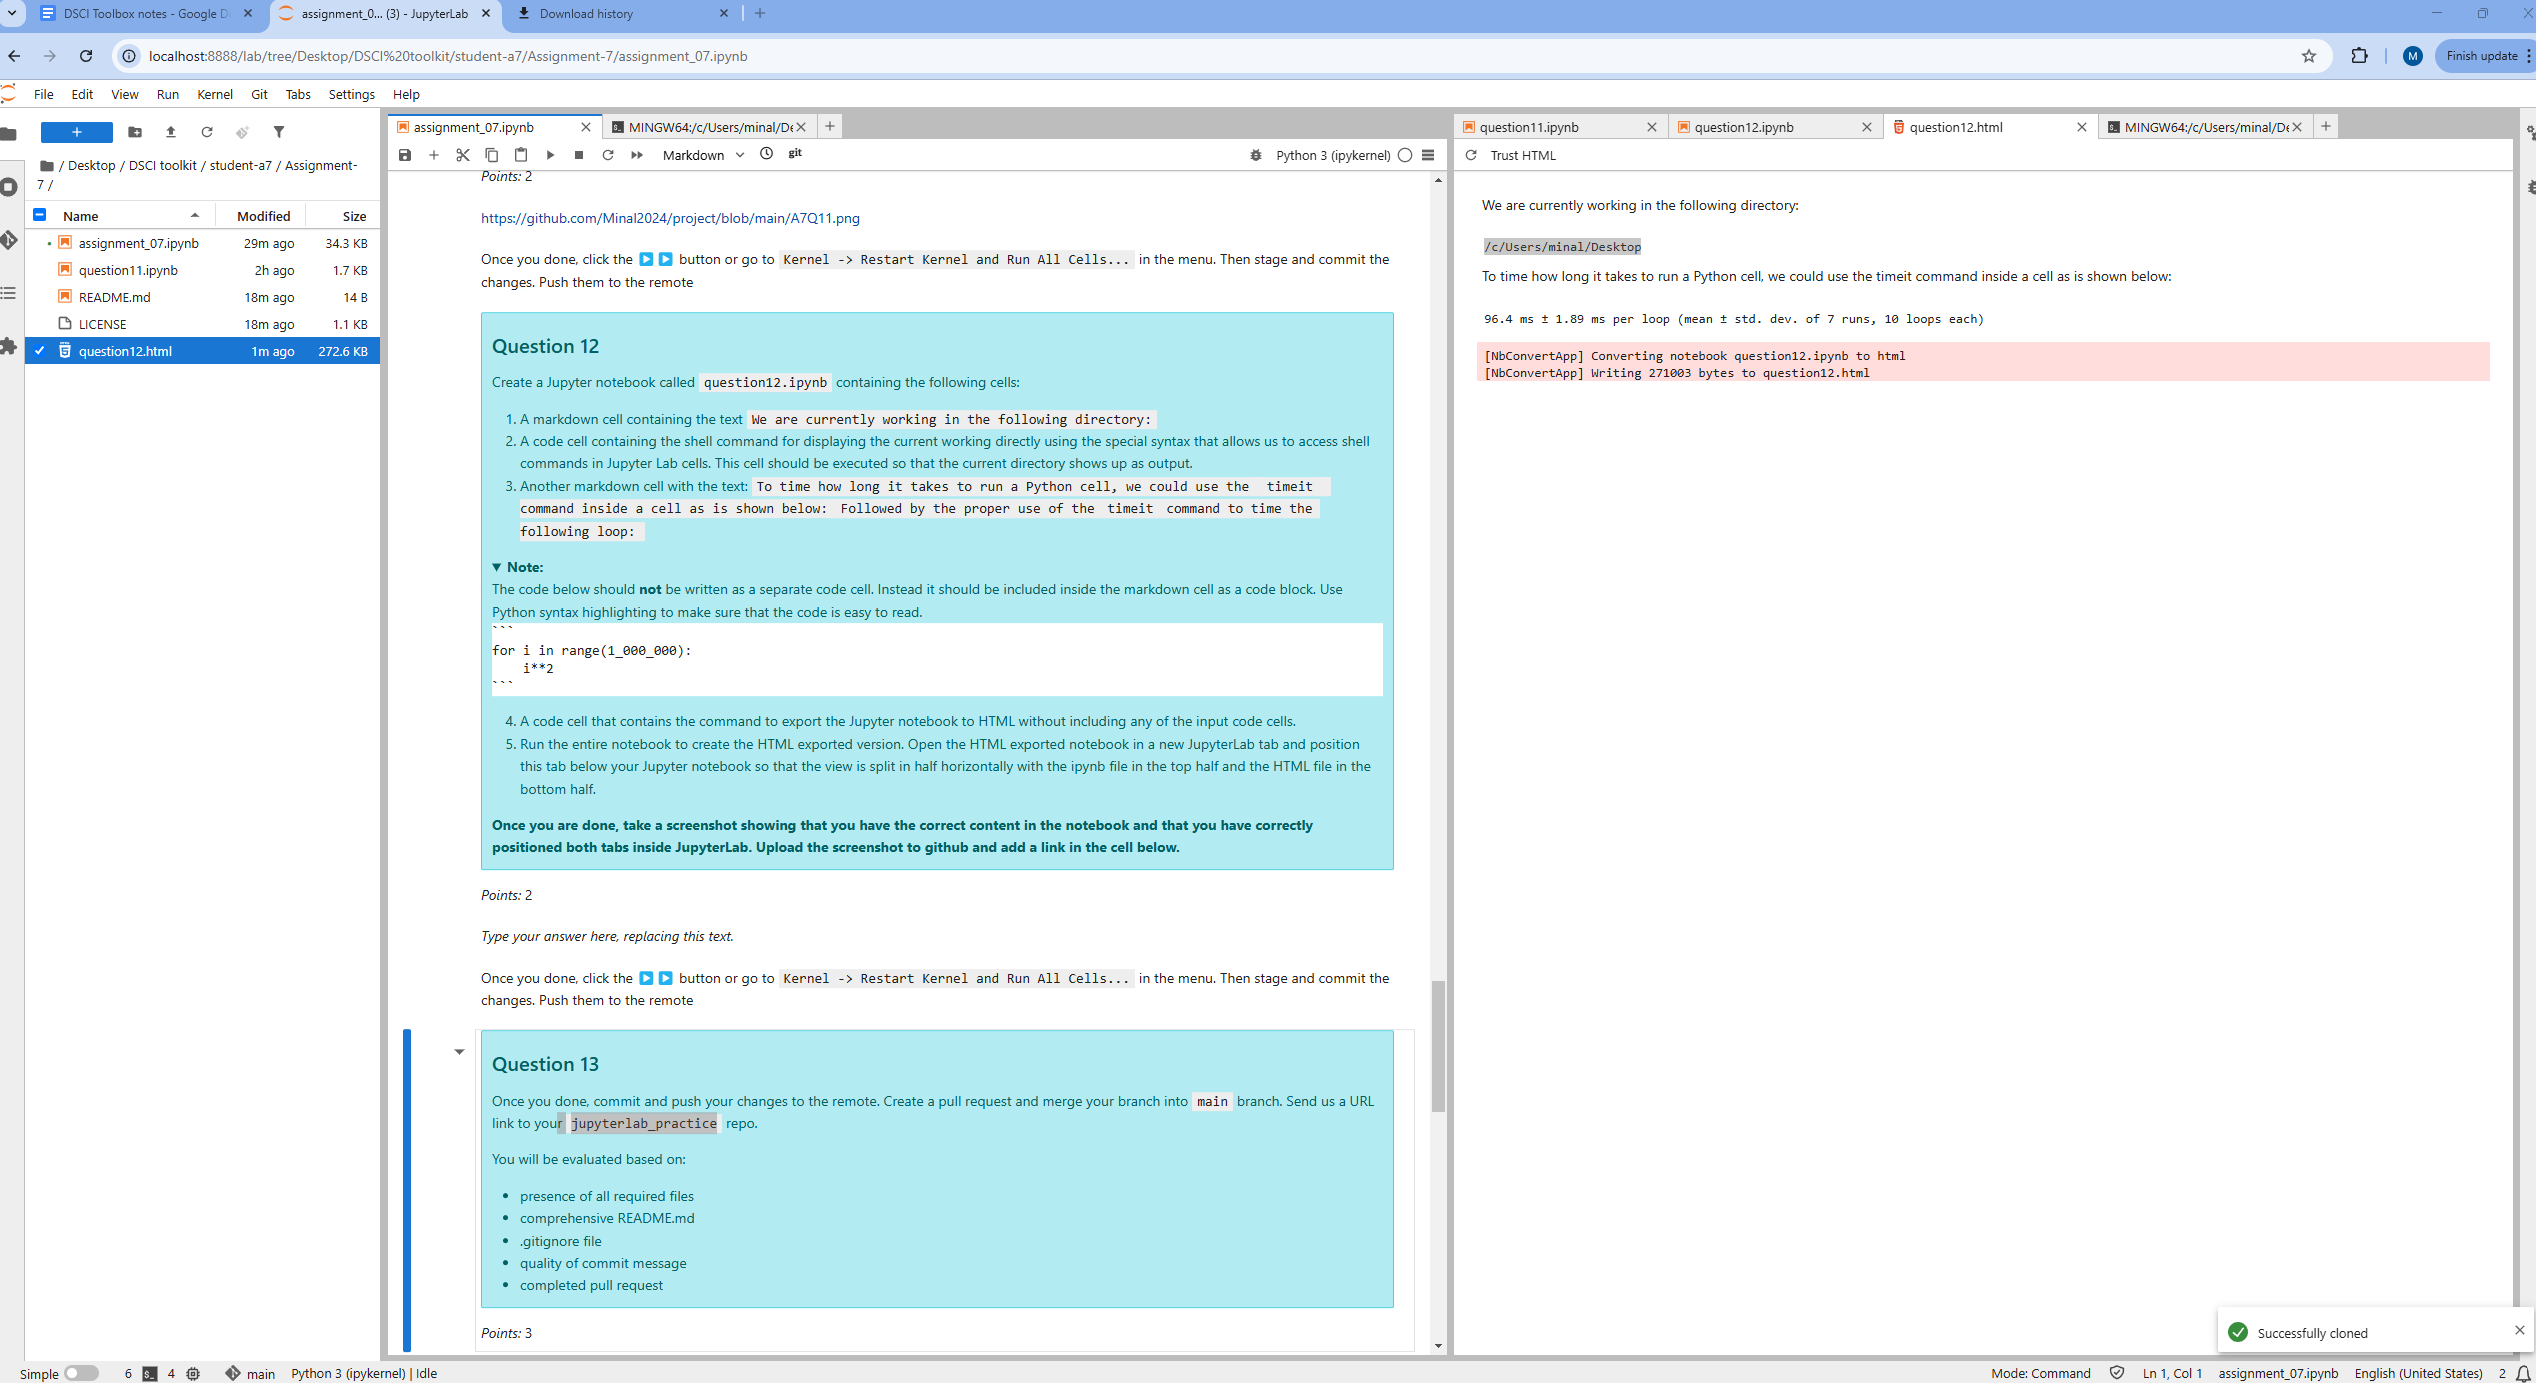 DSCI Toolbox notes - Google D
assignment_0... (3) - JupyterLab
Download history
localhost:8888/lab/tree/Desktop/DSCI%20toolkit/student-a7/Assignment-7/assignment_07.ipynb
M
Finish update
File Edit View Run Kernel Git Tabs Settings Help
/ Desktop / DSCI toolkit / student-a7 / Assignment-
7 /
Name Modified Size
assignment_07.ipynb 29m ago 34.3 KB
question11.ipynb 2h ago 1.7 KB
README.md 18m ago 14 B
LICENSE 18m ago 1.1 KB
question12.html 1m ago 272.6 KB
assignment_07.ipynb
MINGW64:/c/Users/minal/De
Markdown
git
Python 3 (ipykernel)
Points: 2
https://github.com/Minal2024/project/blob/main/A7Q11.png
Once you done, click the ▶️▶️ button or go to Kernel -> Restart Kernel and Run All Cells... in the menu. Then stage and commit the
changes. Push them to the remote
Question 12
Create a Jupyter notebook called question12.ipynb containing the following cells:
1. A markdown cell containing the text We are currently working in the following directory:
2. A code cell containing the shell command for displaying the current working directly using the special syntax that allows us to access shell
commands in Jupyter Lab cells. This cell should be executed so that the current directory shows up as output.
3. Another markdown cell with the text: To time how long it takes to run a Python cell, we could use the timeit
command inside a cell as is shown below: Followed by the proper use of the timeit command to time the
following loop:
▼ Note:
The code below should not be written as a separate code cell. Instead it should be included inside the markdown cell as a code block. Use
Python syntax highlighting to make sure that the code is easy to read.
```
for i in range(1_000_000):
    i**2
```
4. A code cell that contains the command to export the Jupyter notebook to HTML without including any of the input code cells.
5. Run the entire notebook to create the HTML exported version. Open the HTML exported notebook in a new JupyterLab tab and position
this tab below your Jupyter notebook so that the view is split in half horizontally with the ipynb file in the top half and the HTML file in the
bottom half.
Once you are done, take a screenshot showing that you have the correct content in the notebook and that you have correctly
positioned both tabs inside JupyterLab. Upload the screenshot to github and add a link in the cell below.
Points: 2
Type your answer here, replacing this text.
Once you done, click the ▶️▶️ button or go to Kernel -> Restart Kernel and Run All Cells... in the menu. Then stage and commit the
changes. Push them to the remote
Question 13
Once you done, commit and push your changes to the remote. Create a pull request and merge your branch into main branch. Send us a URL
link to your jupyterlab_practice repo.
You will be evaluated based on:
• presence of all required files
• comprehensive README.md
• .gitignore file
• quality of commit message
• completed pull request
Points: 3
question11.ipynb
question12.ipynb
question12.html
MINGW64:/c/Users/minal/De
Trust HTML
We are currently working in the following directory:
/c/Users/minal/Desktop
To time how long it takes to run a Python cell, we could use the timeit command inside a cell as is shown below:
96.4 ms ± 1.89 ms per loop (mean ± std. dev. of 7 runs, 10 loops each)
[NbConvertApp] Converting notebook question12.ipynb to html
[NbConvertApp] Writing 271003 bytes to question12.html
Successfully cloned
Simple 6 4 main Python 3 (ipykernel) | Idle
Mode: Command Ln 1, Col 1 assignment_07.ipynb English (United States) 2